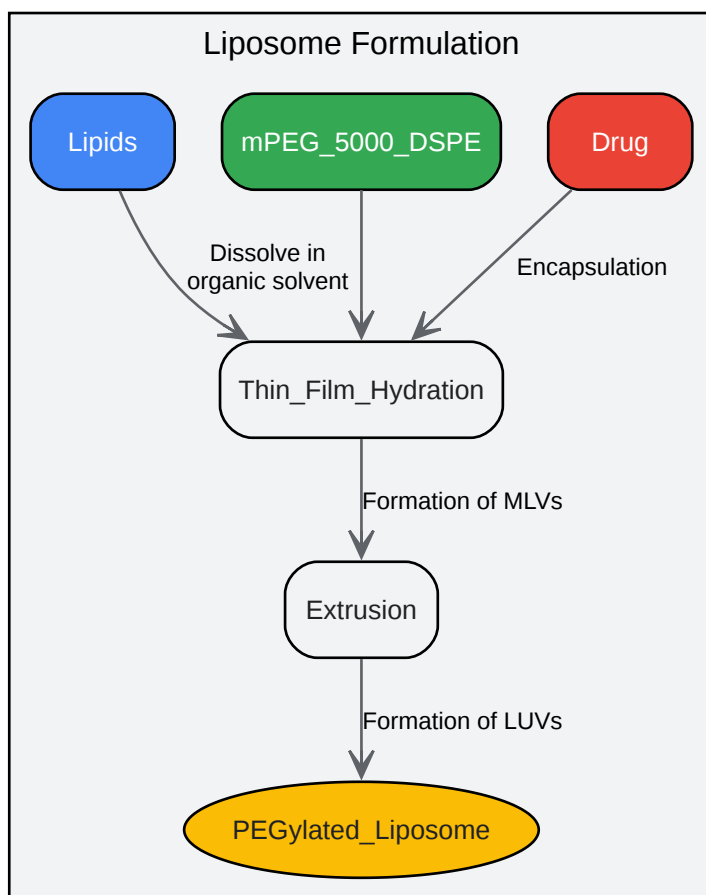 Liposome Formulation
Lipids
mPEG_5000_DSPE
Drug
Dissolve in
organic solvent
Encapsulation
Thin_Film_Hydration
Formation of MLVs
Extrusion
Formation of LUVs
PEGylated_Liposome